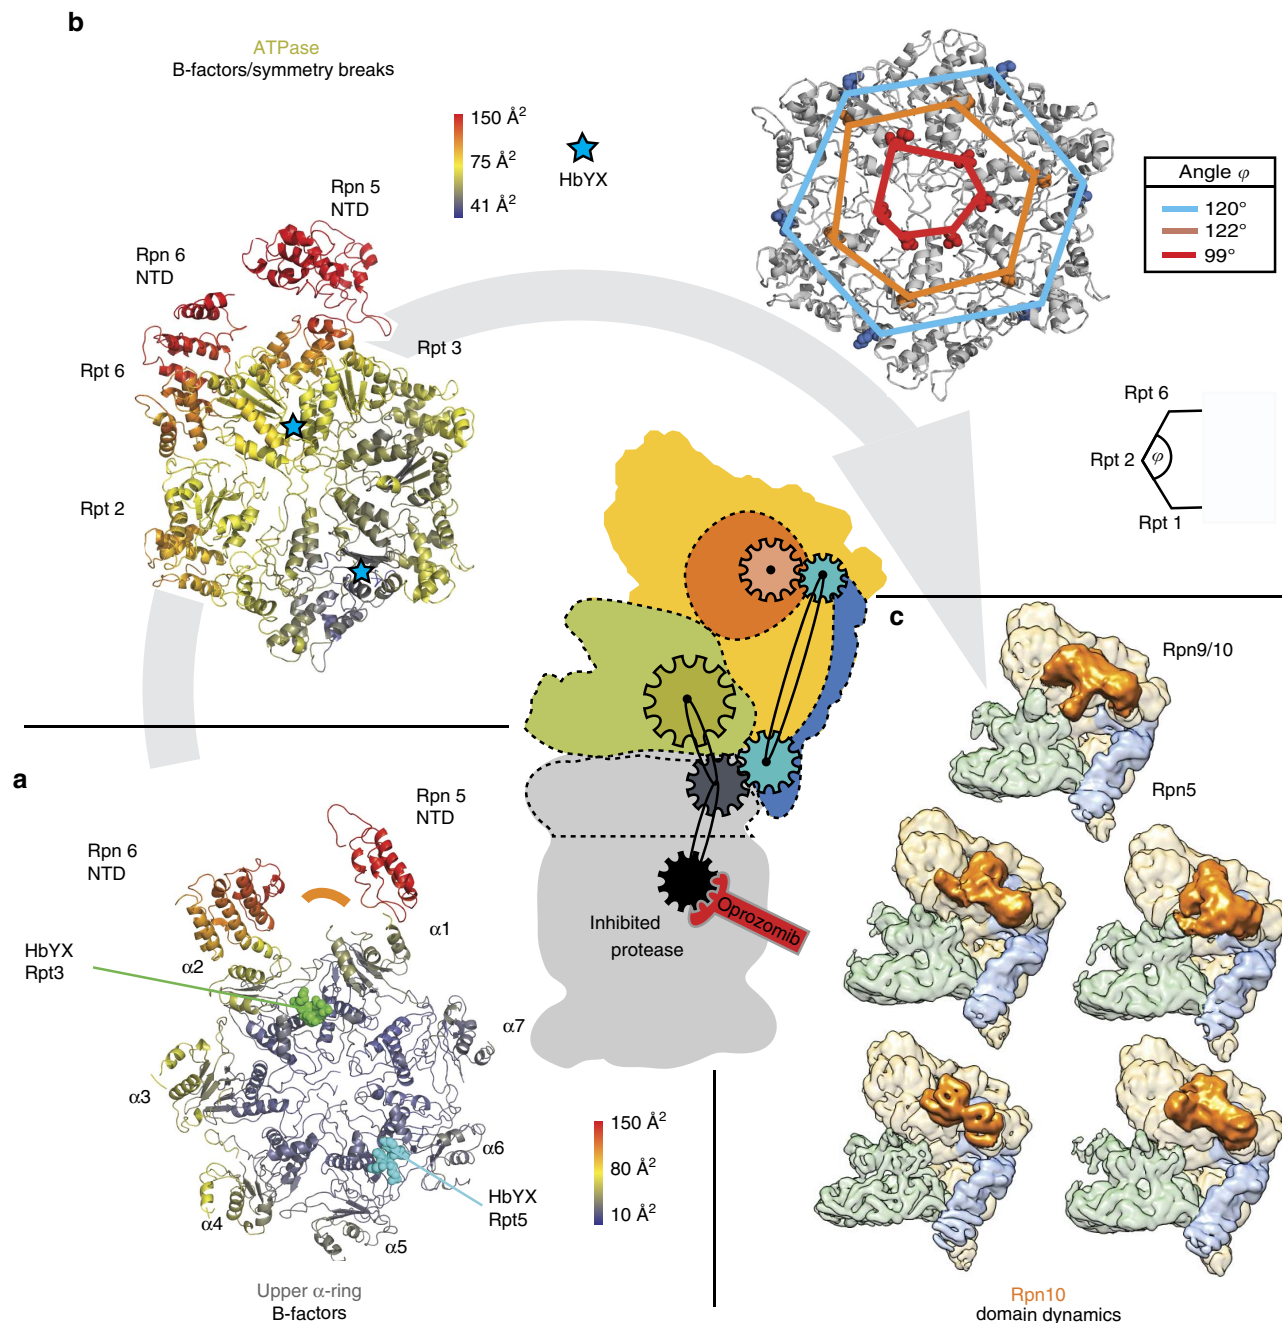 b
ATPase
B-factors/symmetry breaks
150 Å²
75 Å²
41 Å²
HbYX
Rpn 5
NTD
Rpn 6
NTD
Rpt 6
Rpt 3
Rpt 2
Angle φ
120°
122°
99°
Rpt 6
Rpt 2
φ
Rpt 1
a
Rpn 5
NTD
Rpn 6
NTD
α1
α2
HbYX
Rpt3
α7
α3
α6
HbYX
Rpt5
α4
α5
150 Å²
80 Å²
10 Å²
Upper α-ring
B-factors
Inhibited
protease
Oprozomib
c
Rpn9/10
Rpn5
Rpn10
domain dynamics